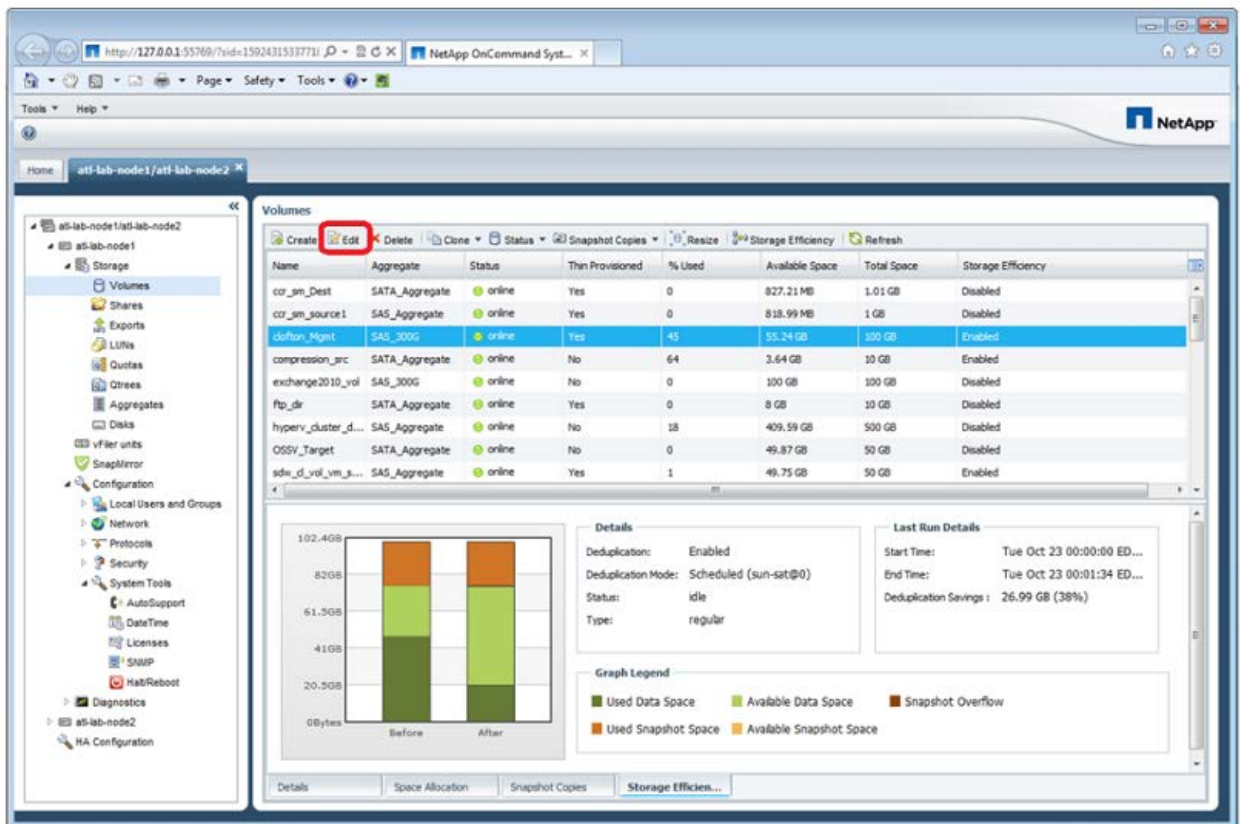 http://127.0.0.1:55769/?sid=1592431533771
NetApp OnCommand Syst...
Page Safety Tools
Tools Help
NetApp
Home atl-lab-node1/atl-lab-node2
Volumes
atl-lab-node1/atl-lab-node2
atl-lab-node1
Storage
Volumes
Shares
Exports
LUNs
Quotas
Qtrees
Aggregates
Disks
vFiler units
SnapMirror
Configuration
Local Users and Groups
Network
Protocols
Security
System Tools
AutoSupport
DateTime
Licenses
SNMP
Halt/Reboot
Diagnostics
atl-lab-node2
HA Configuration
Create Edit Delete Clone Status Snapshot Copies Resize Storage Efficiency Refresh
Name Aggregate Status Thin Provisioned % Used Available Space Total Space Storage Efficiency
ccr_sm_Dest SATA_Aggregate online Yes 0 827.21 MB 1.01 GB Disabled
ccr_sm_source1 SAS_Aggregate online Yes 0 818.99 MB 1 GB Disabled
clofton_Mgmt SAS_300G online Yes 45 55.24 GB 100 GB Enabled
compression_src SATA_Aggregate online No 64 3.64 GB 10 GB Enabled
exchange2010_vol SAS_300G online No 0 100 GB 100 GB Disabled
ftp_dir SATA_Aggregate online Yes 0 8 GB 10 GB Disabled
hyperv_cluster_d... SAS_Aggregate online No 18 409.59 GB 500 GB Disabled
OSSV_Target SATA_Aggregate online No 0 49.87 GB 50 GB Disabled
sdw_cl_vol_vm_s... SAS_Aggregate online Yes 1 49.75 GB 50 GB Enabled
102.4GB
82GB
61.5GB
41GB
20.5GB
0Bytes
Before After
Details
Deduplication: Enabled
Deduplication Mode: Scheduled (sun-sat@0)
Status: idle
Type: regular
Last Run Details
Start Time: Tue Oct 23 00:00:00 ED...
End Time: Tue Oct 23 00:01:34 ED...
Deduplication Savings : 26.99 GB (38%)
Graph Legend
Used Data Space Available Data Space Snapshot Overflow
Used Snapshot Space Available Snapshot Space
Details Space Allocation Snapshot Copies Storage Efficien...